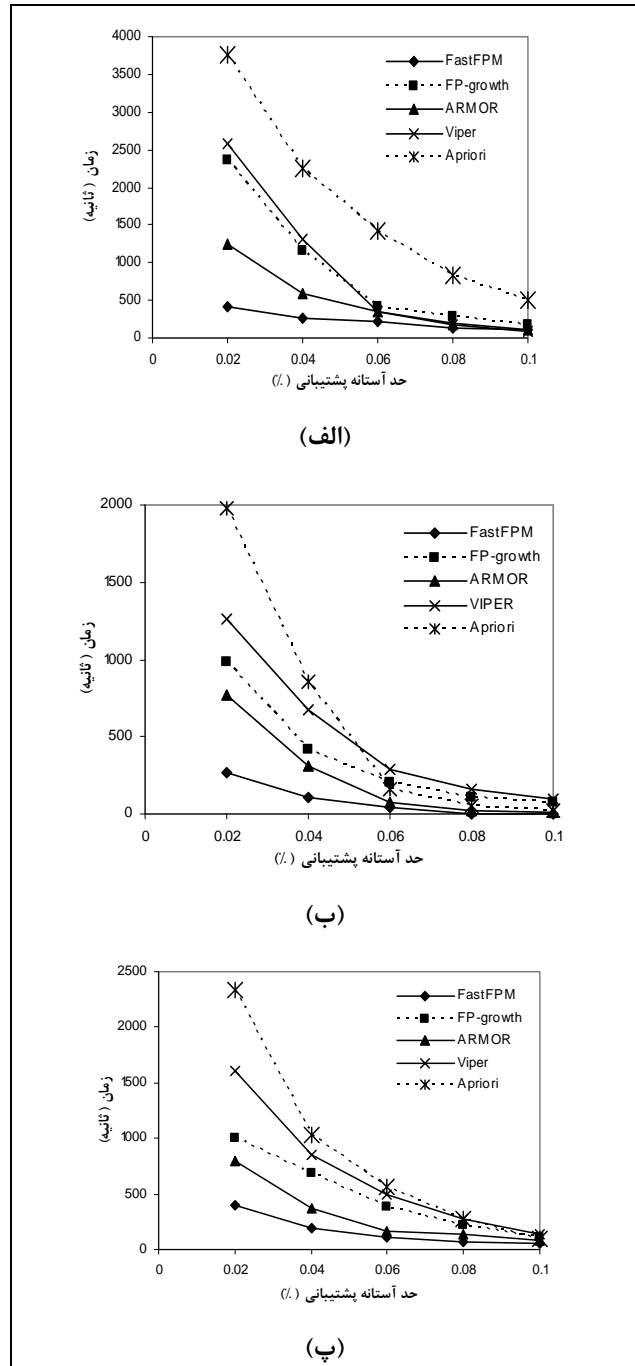 4000
3500
3000
2500
2000
1500
1000
500
0
زمان ( ثانیه)
FastFPM
FP-growth
ARMOR
Viper
Apriori
0 0.02 0.04 0.06 0.08 0.1
حد آستانه پشتیبانی (٪)
(الف)
2000
1500
1000
500
0
زمان ( ثانیه)
FastFPM
FP-growth
ARMOR
VIPER
Apriori
0 0.02 0.04 0.06 0.08 0.1
حد آستانه پشتیبانی (٪)
(ب)
2500
2000
1500
1000
500
0
زمان ( ثانیه)
FastFPM
FP-growth
ARMOR
Viper
Apriori
0 0.02 0.04 0.06 0.08 0.1
حد آستانه پشتیبانی (٪)
(پ)